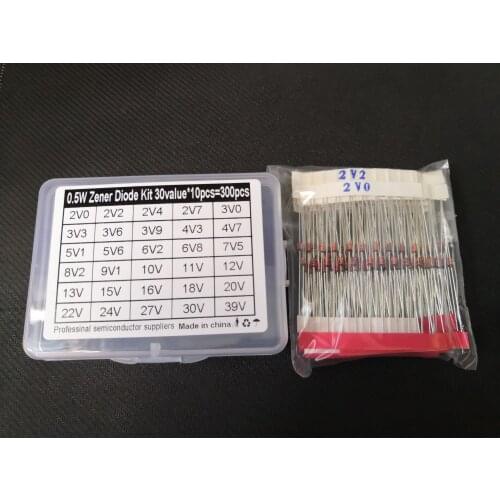 0.5W Zener Diode Kit 30value*10pcs=300pcs
2V0 2V2 2V4 2V7 3V0
3V3 3V6 3V9 4V3 4V7
5V1 5V6 6V2 6V8 7V5
8V2 9V1 10V 11V 12V
13V 15V 16V 18V 20V
22V 24V 27V 30V 39V
Professinal semiconductor suppliers Made in china
2V2
2V0